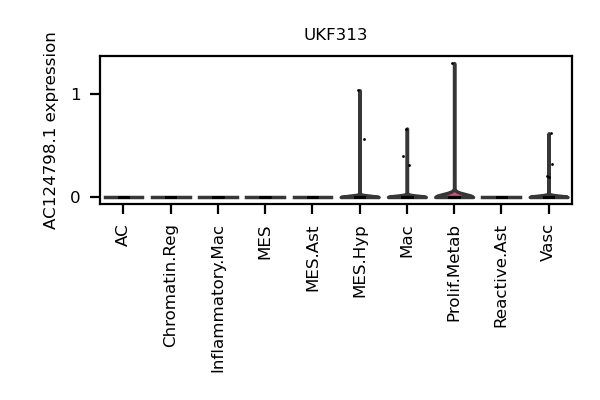 UKF313
AC124798.1 expression
1
0
AC
Chromatin.Reg
Inflammatory.Mac
MES
MES.Ast
MES.Hyp
Mac
Prolif.Metab
Reactive.Ast
Vasc